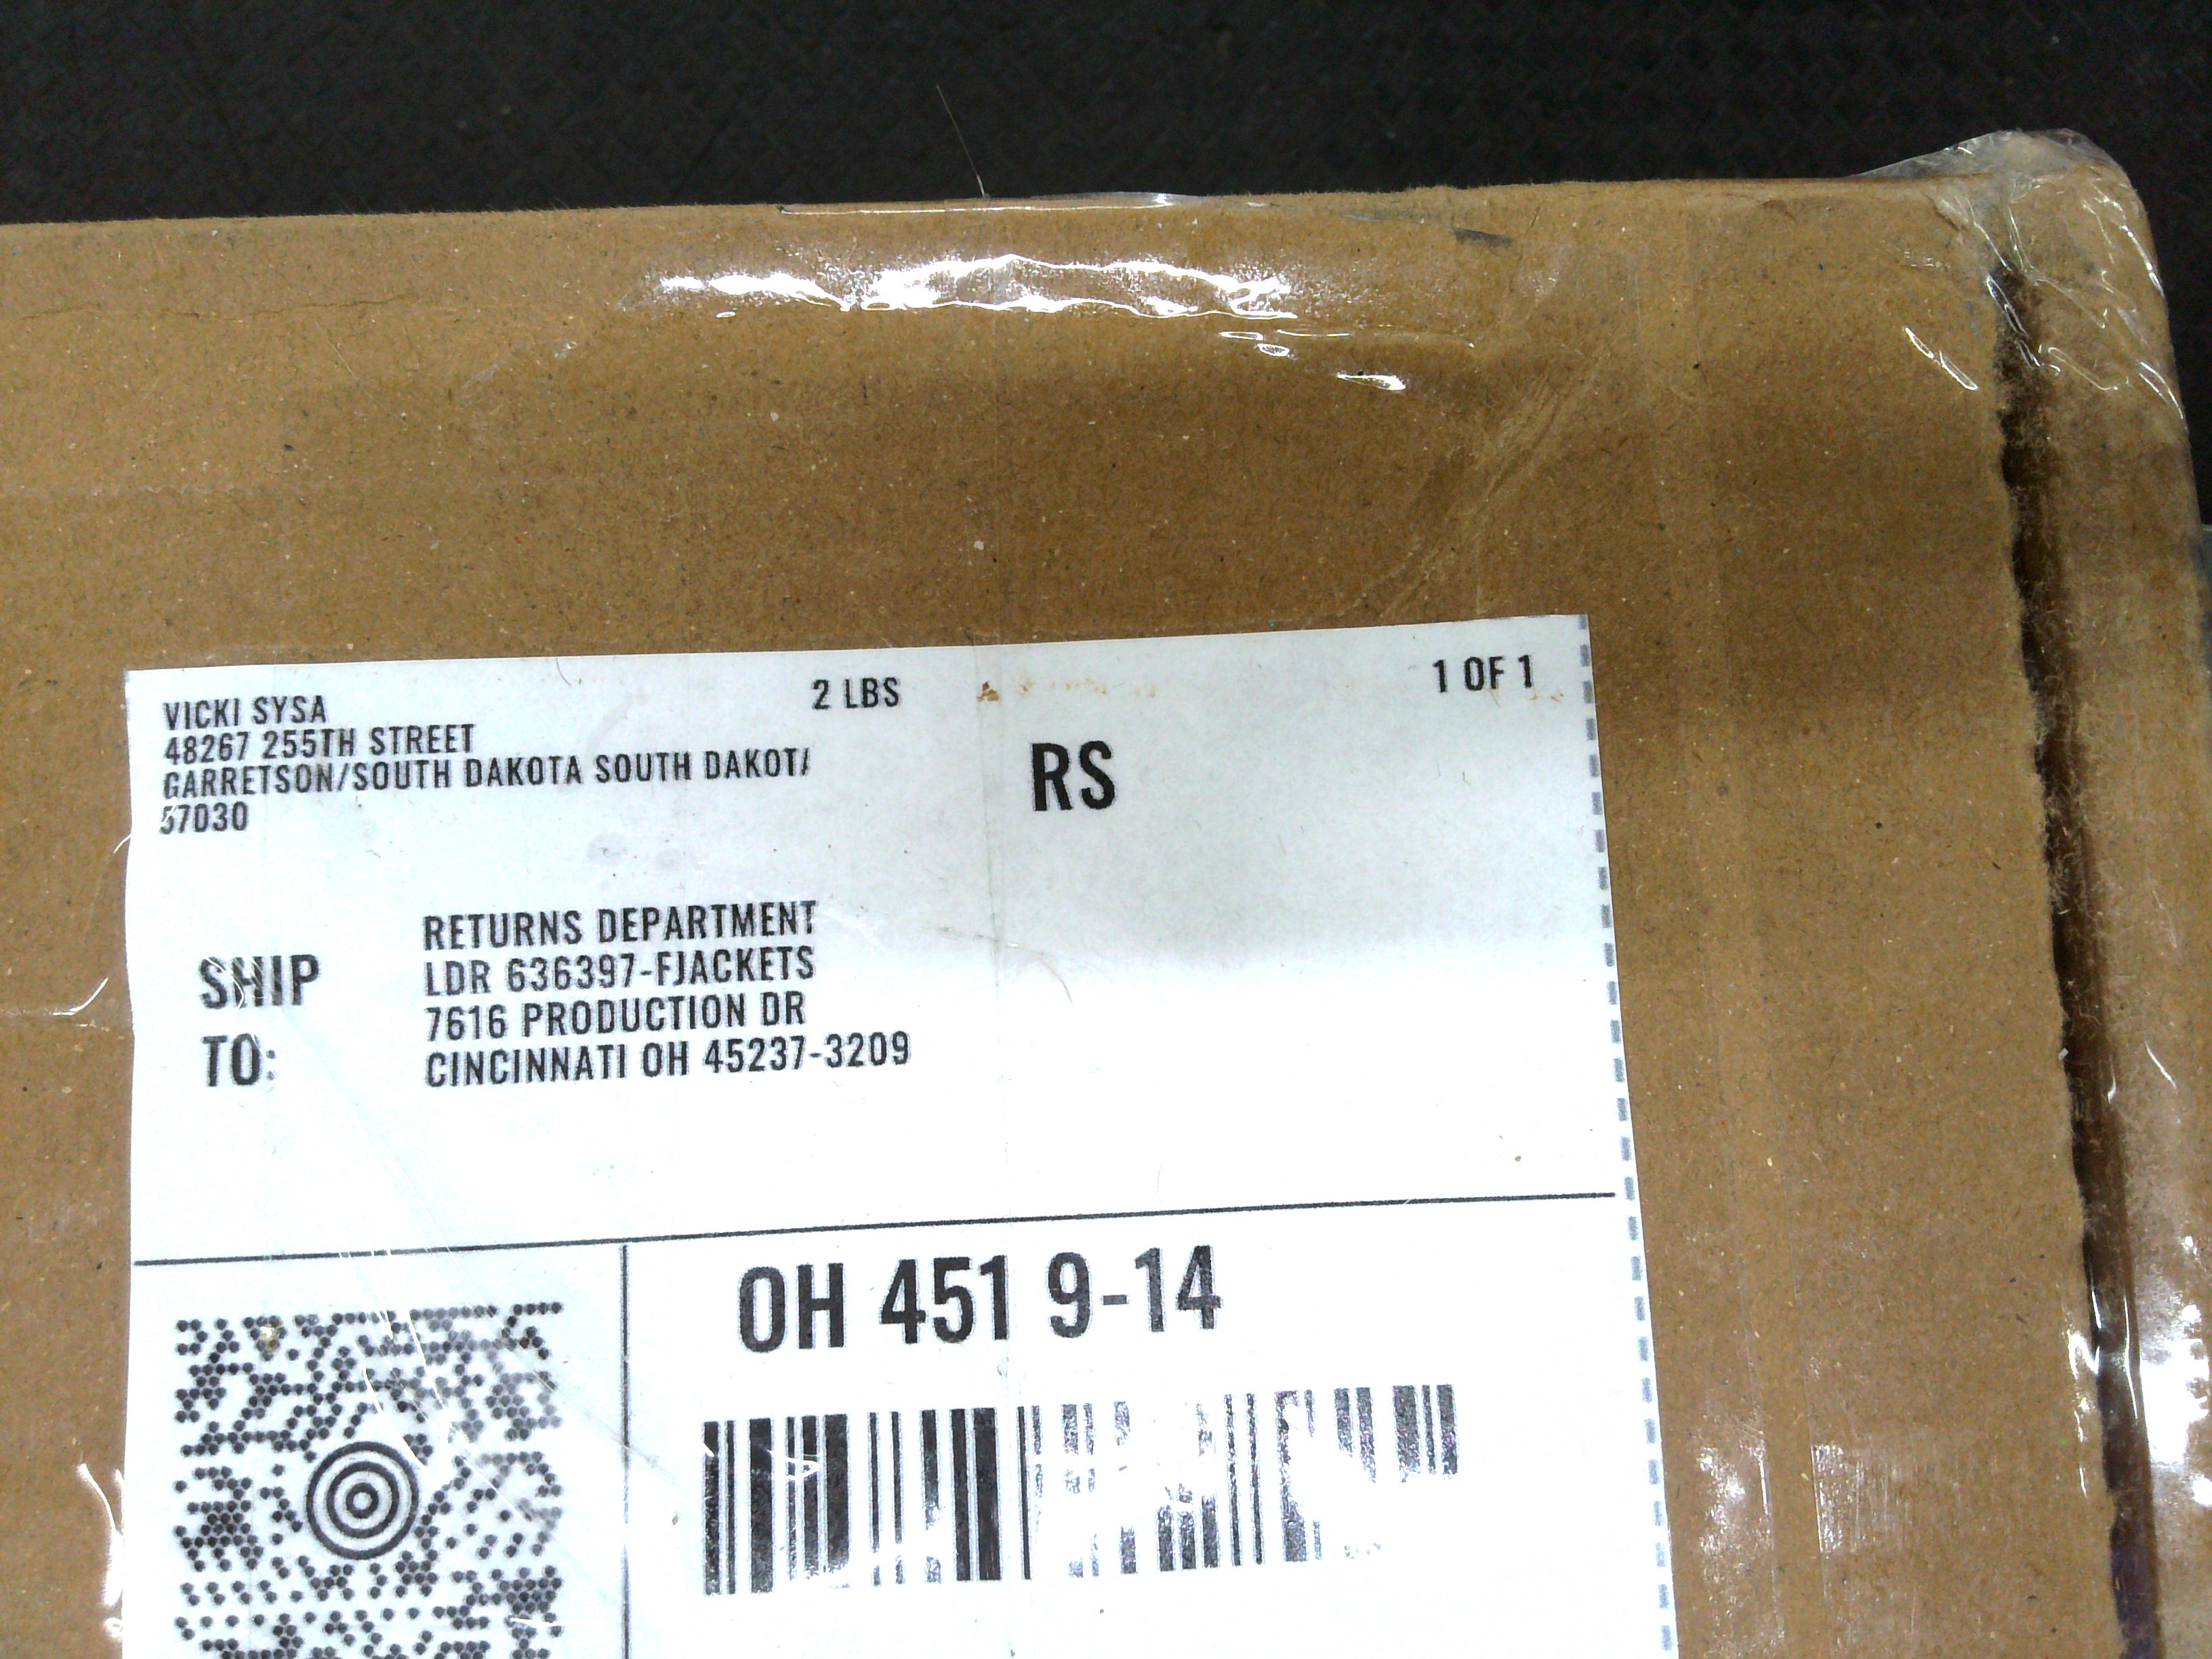 VICKI SYSA
48267 255TH STREET
GARRETSON/SOUTH DAKOTA SOUTH DAKOT
57030
2 LBS
1 OF 1
RS
SHIP TO:
RETURNS DEPARTMENT
LDR 636397-FJACKETS
7616 PRODUCTION DR
CINCINNATI OH 45237-3209
OH 451 9-14